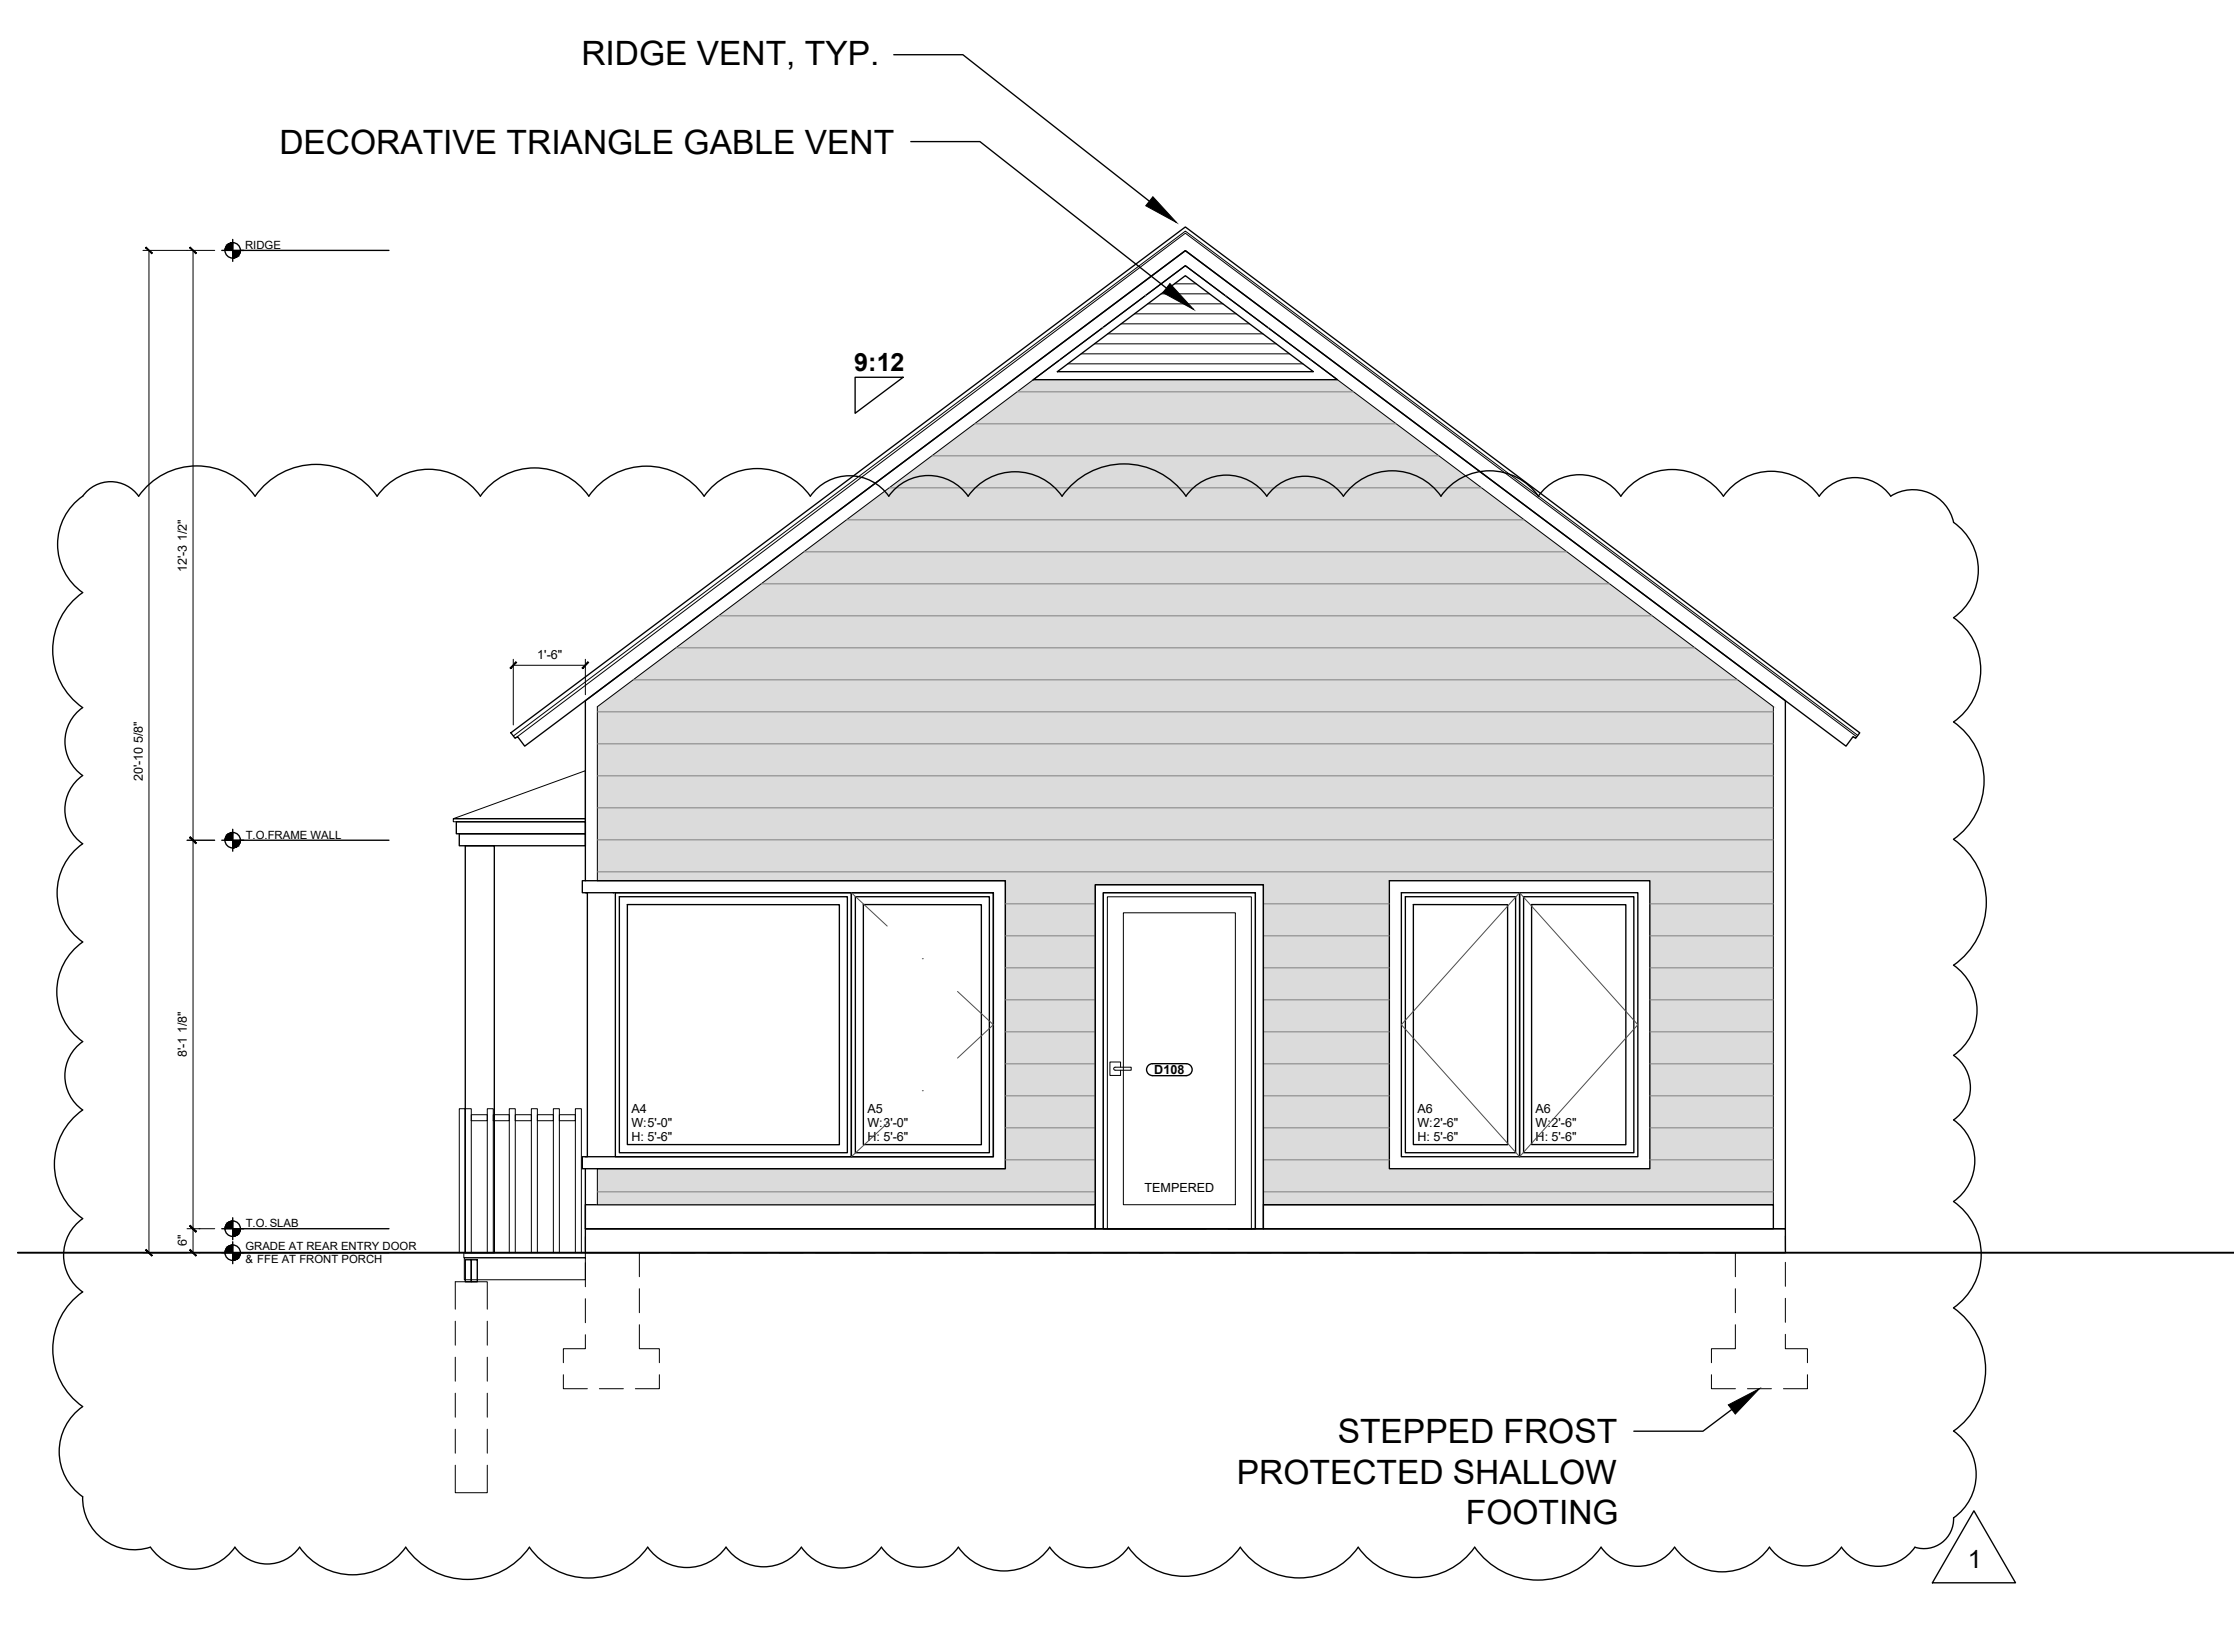 RIDGE VENT, TYP.
DECORATIVE TRIANGLE GABLE VENT
RIDGE
9:12
12'-3 1/2"
1'-6"
20'-10 5/8"
T.O.FRAME WALL
8'-1 1/8"
D108
A4
W:5'-0"
H: 5'-6"
A5
W:3'-0"
H: 5'-6"
A6
W:2'-6"
H: 5'-6"
A6
W:2'-6"
H: 5'-6"
TEMPERED
T.O. SLAB
6"
GRADE AT REAR ENTRY DOOR
& FFE AT FRONT PORCH
STEPPED FROST
PROTECTED SHALLOW
FOOTING
1